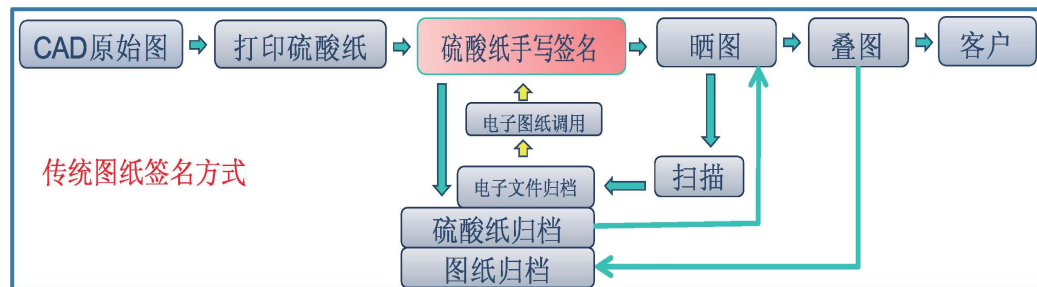 CAD原始图
打印硫酸纸
硫酸纸手写签名
晒图
叠图
客户
电子图纸调用
传统图纸签名方式
扫描
电子文件归档
硫酸纸归档
图纸归档